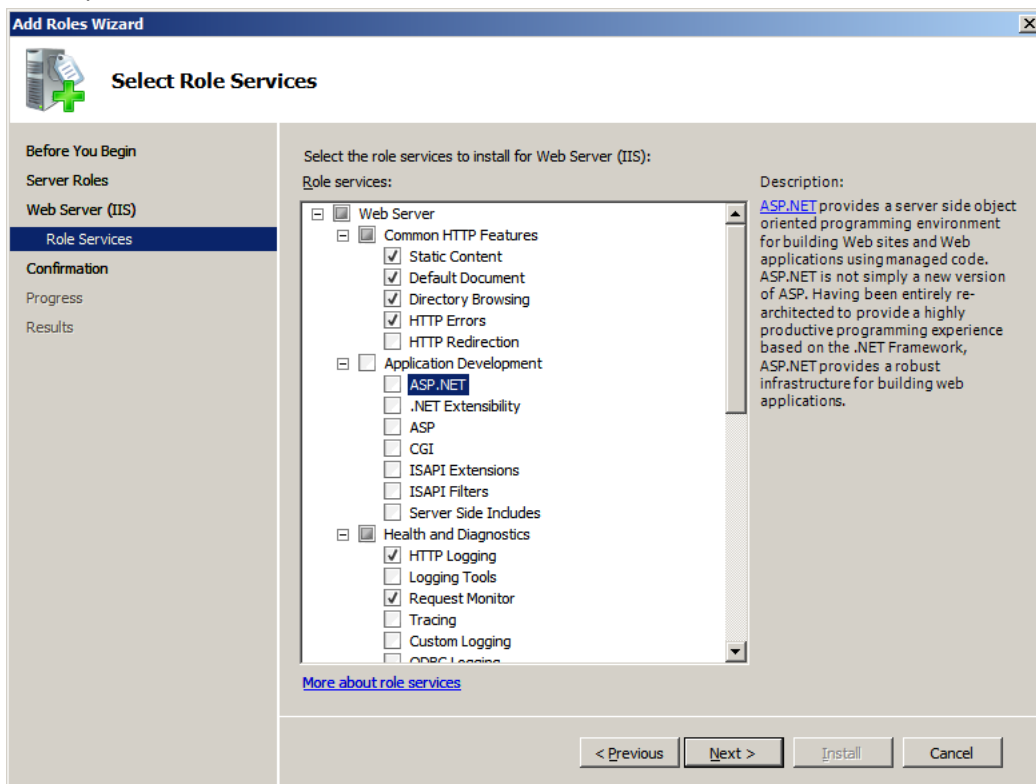 Add Roles Wizard
Select Role Services
Before You Begin
Server Roles
Web Server (IIS)
Role Services
Confirmation
Progress
Results
Select the role services to install for Web Server (IIS):
Role services:
Web Server
Common HTTP Features
Static Content
Default Document
Directory Browsing
HTTP Errors
HTTP Redirection
Application Development
ASP.NET
.NET Extensibility
ASP
CGI
ISAPI Extensions
ISAPI Filters
Server Side Includes
Health and Diagnostics
HTTP Logging
Logging Tools
Request Monitor
Tracing
Custom Logging
ODBC Logging
More about role services
Description:
ASP.NET provides a server side object
oriented programming environment
for building Web sites and Web
applications using managed code.
ASP.NET is not simply a new version
of ASP. Having been entirely re-
architected to provide a highly
productive programming experience
based on the .NET Framework,
ASP.NET provides a robust
infrastructure for building web
applications.
< Previous
Next >
Install
Cancel